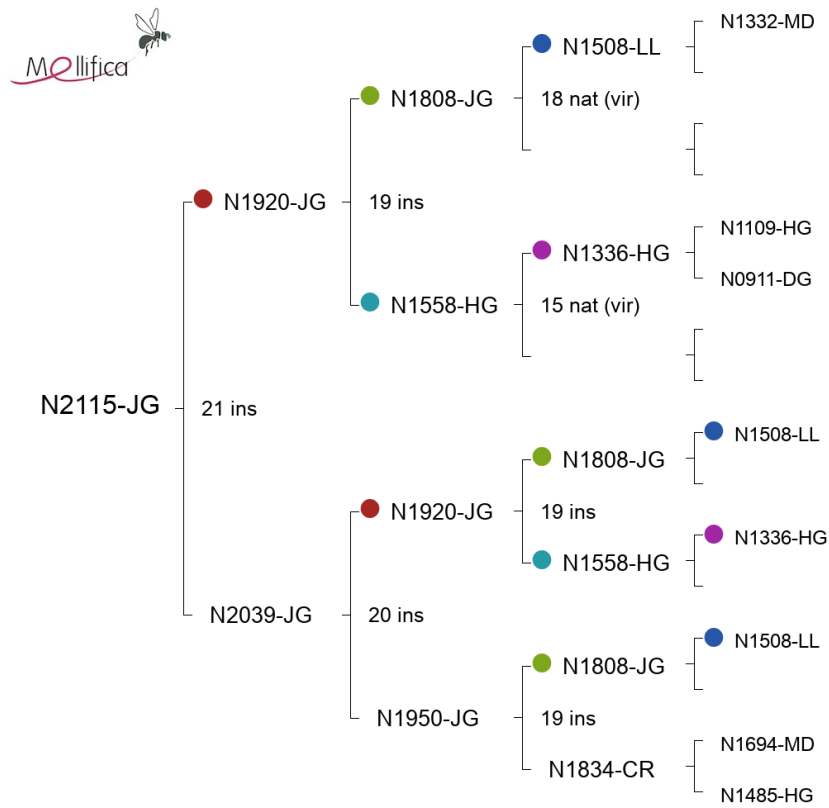 Mellifica
N1332-MD
N1508-LL
N1808-JG
18 nat (vir)
N1920-JG
19 ins
N1109-HG
N1336-HG
N0911-DG
N1558-HG
15 nat (vir)
N2115-JG
21 ins
N1508-LL
N1808-JG
N1920-JG
19 ins
N1336-HG
N1558-HG
N2039-JG
20 ins
N1508-LL
N1808-JG
N1950-JG
19 ins
N1694-MD
N1834-CR
N1485-HG